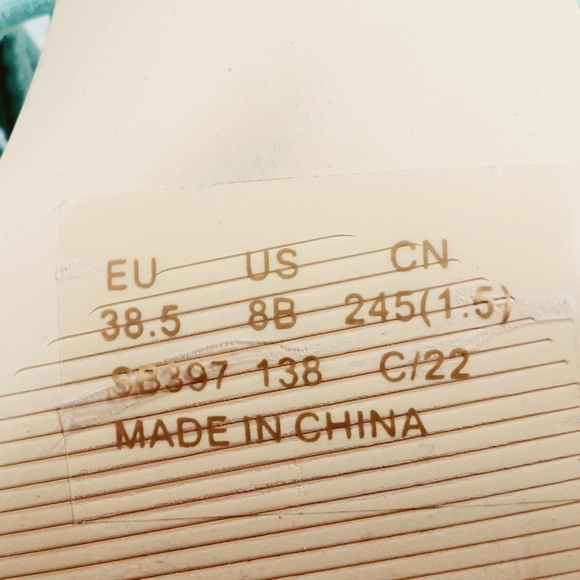 EU US CN
38.5 8B 245(1.5)
SB397 138 C/22
MADE IN CHINA